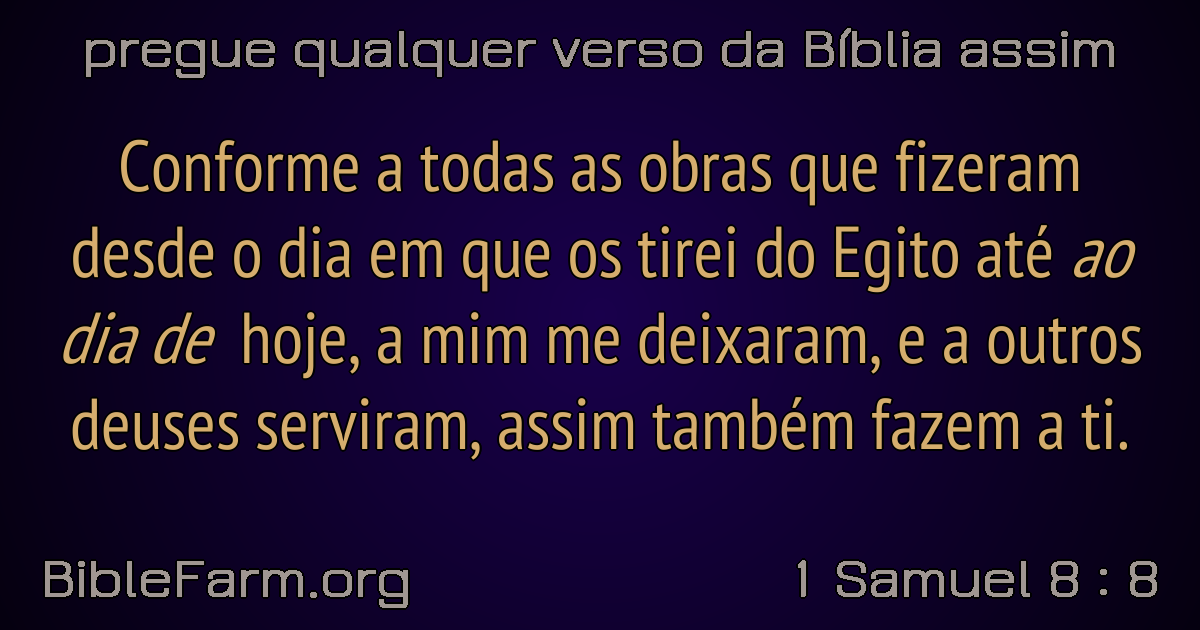 pregue qualquer verso da Bíblia assim
Conforme a todas as obras que fizeram
desde o dia em que os tirei do Egito até ao
dia de hoje, a mim me deixaram, e a outros
deuses serviram, assim também fazem a ti.
BibleFarm.org
1 Samuel 8 : 8